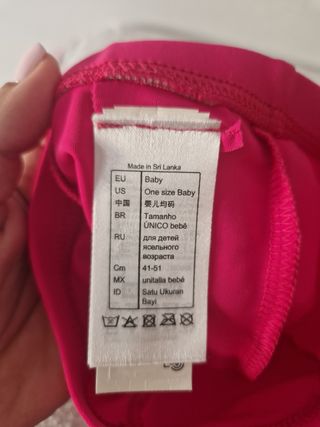 Made in Sri Lanka
EU Baby
US One size Baby
中国 婴儿均码
BR Tamanho
ÚNICO bebê
RU для детей
ясельного
возраста
Cm 41-51
MX unitalla bebé
ID Satu Ukuran
Bayi